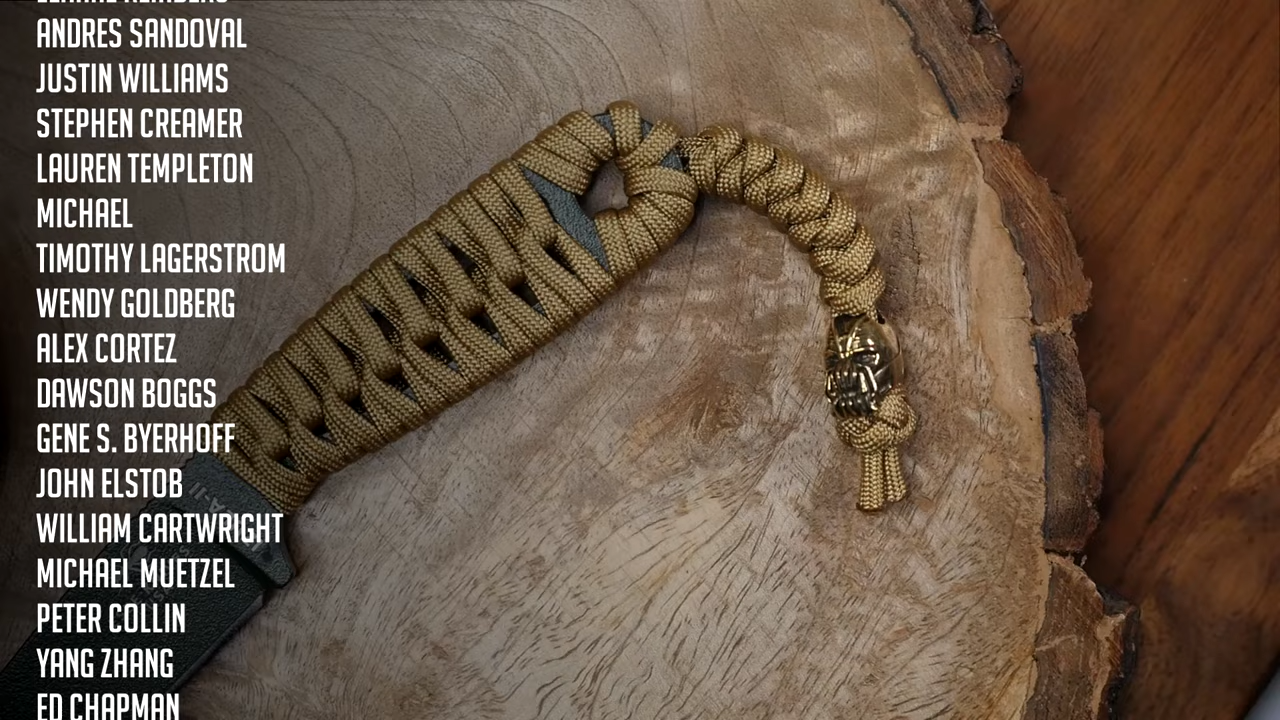 ANDRES SANDOVAL
JUSTIN WILLIAMS
STEPHEN CREAMER
LAUREN TEMPLETON
MICHAEL
TIMOTHY LAGERSTROM
WENDY GOLDBERG
ALEX CORTEZ
DAWSON BOGGS
GENE S. BYERHOFF
JOHN ELSTOB
WILLIAM CARTWRIGHT
MICHAEL MUETZEL
PETER COLLIN
YANG ZHANG
ED CHAPMAN